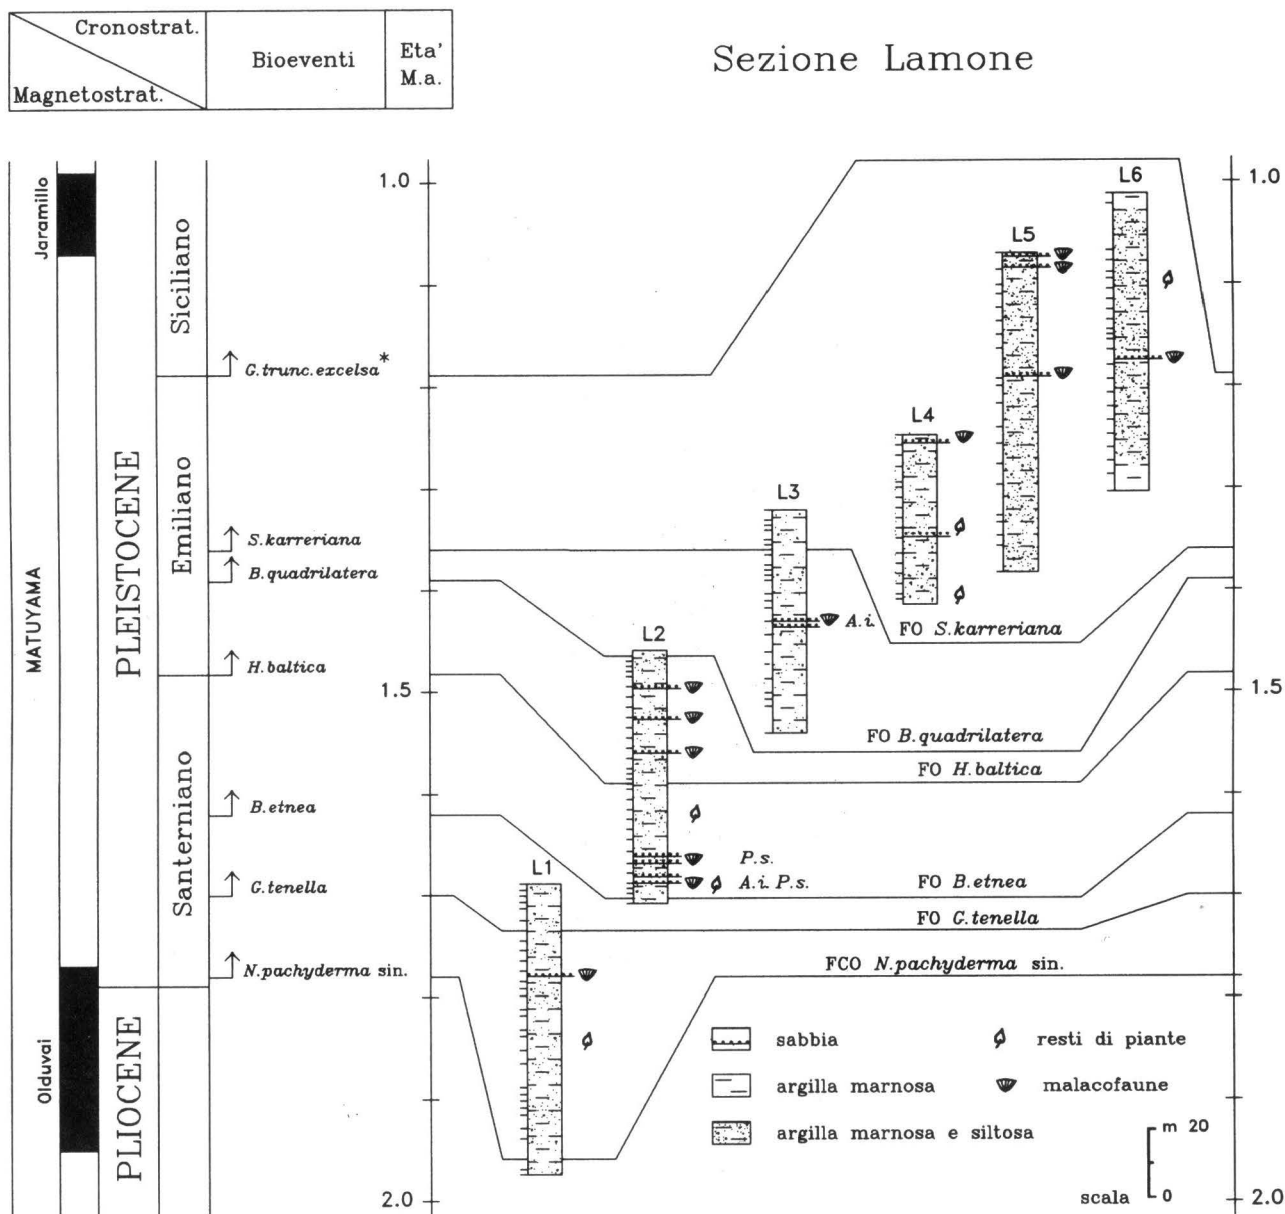 Cronostrat.
Magnetostrat.
Bioeventi
Eta'
M.a.
Sezione Lamone
Jaramillo
MATUYAMA
Olduvai
PLEISTOCENE
PLIOCENE
Siciliano
Emiliano
Santerniano
G.trunc.excelsa*
S.karreriana
B.quadrilatera
H.baltica
B.etnea
G.tenella
N.pachyderma sin.
1.0
1.5
2.0
L1
L2
P.s.
A.i. P.s.
L3
A.i.
L4
L5
L6
FO S.karreriana
FO B.quadrilatera
FO H.baltica
FO B.etnea
FO G.tenella
FCO N.pachyderma sin.
1.0
1.5
2.0
sabbia
argilla marnosa
argilla marnosa e siltosa
resti di piante
malacofaune
m 20
scala 0